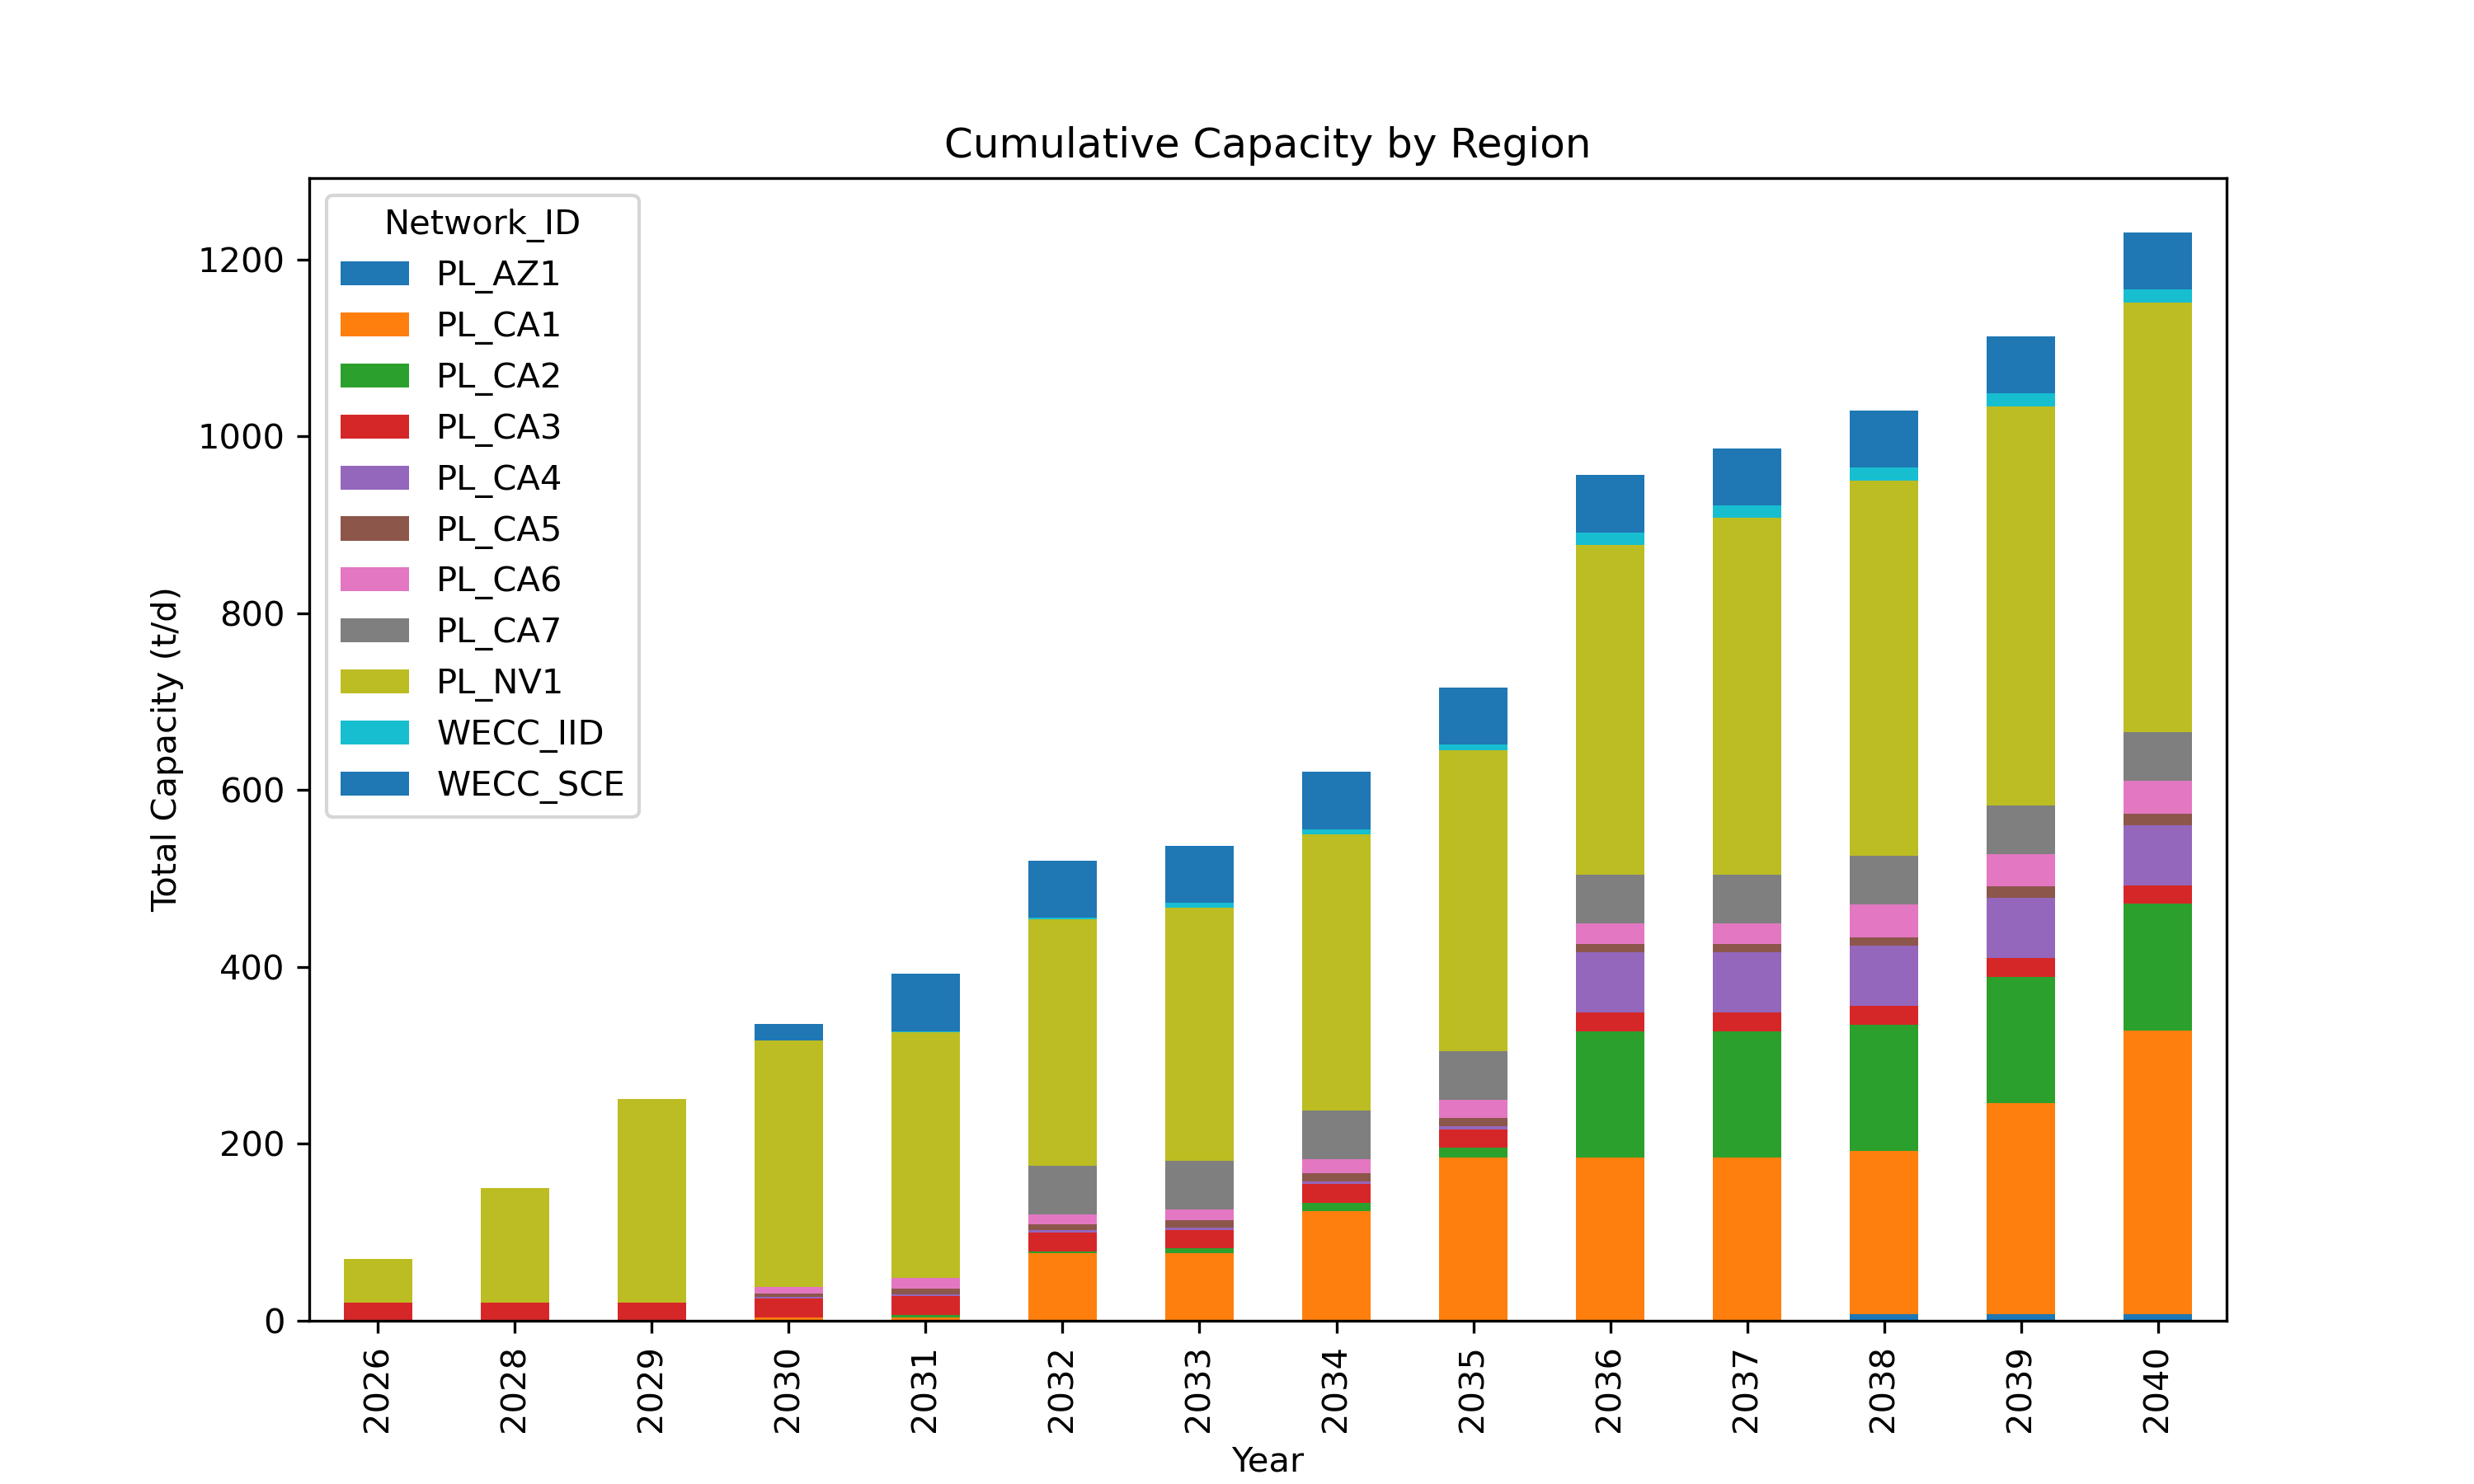 Cumulative Capacity by Region
Network_ID
PL_AZ1
PL_CA1
PL_CA2
PL_CA3
PL_CA4
PL_CA5
PL_CA6
PL_CA7
PL_NV1
WECC_IID
WECC_SCE
Total Capacity (t/d)
1200
1000
800
600
400
200
0
2026
2028
2029
2030
2031
2032
2033
2034
2035
2036
2037
2038
2039
2040
Year